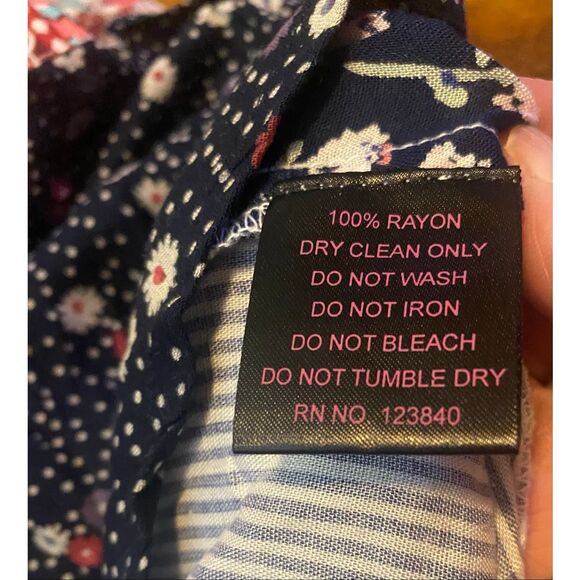 100% RAYON
DRY CLEAN ONLY
DO NOT WASH
DO NOT IRON
DO NOT BLEACH
DO NOT TUMBLE DRY
RN NO 123840